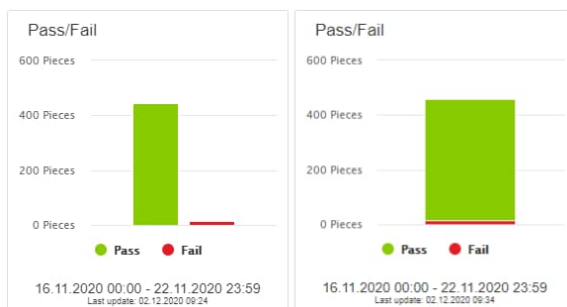 Pass/Fail
600 Pieces
400 Pieces
200 Pieces
0 Pieces
Pass Fail
16.11.2020 00:00 - 22.11.2020 23:59
Last update: 02.12.2020 09:24
Pass/Fail
600 Pieces
400 Pieces
200 Pieces
0 Pieces
Pass Fail
16.11.2020 00:00 - 22.11.2020 23:59
Last update: 02.12.2020 09:34